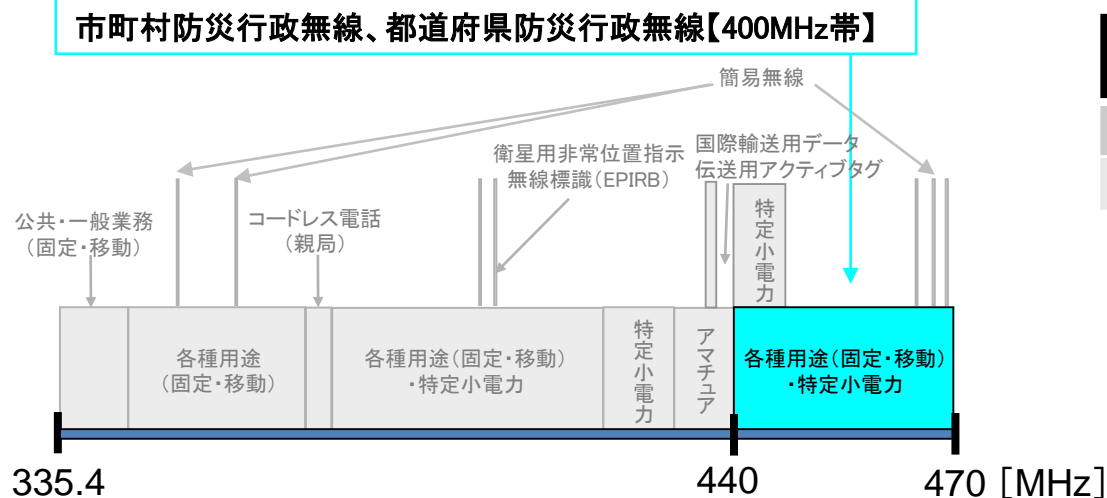 市町村防災行政無線、都道府県防災行政無線【400MHz帯】
簡易無線
衛星用非常位置指示
無線標識(EPIRB)
国際輸送用データ
伝送用アクティブタグ
公共・一般業務
(固定・移動)
コードレス電話
(親局)
特定小電力
各種用途
(固定・移動)
各種用途(固定・移動)
・特定小電力
特定小電力
アマチュア
各種用途(固定・移動)
・特定小電力
335.4
440
470 [MHz]